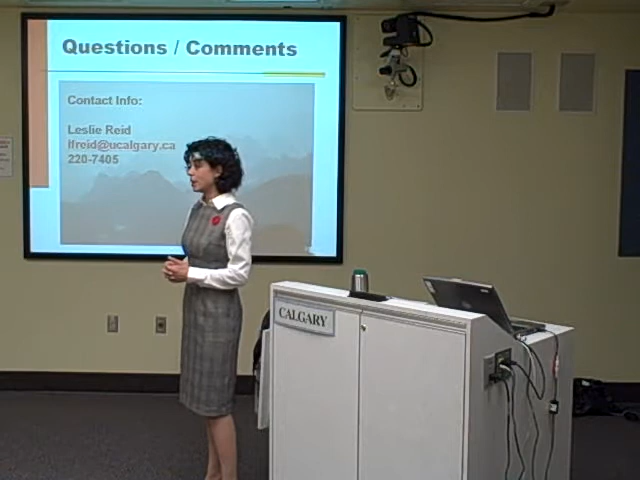 Questions / Comments
Contact Info:
Leslie Reid
lfreid@ucalgary.ca
220-7405
CALGARY